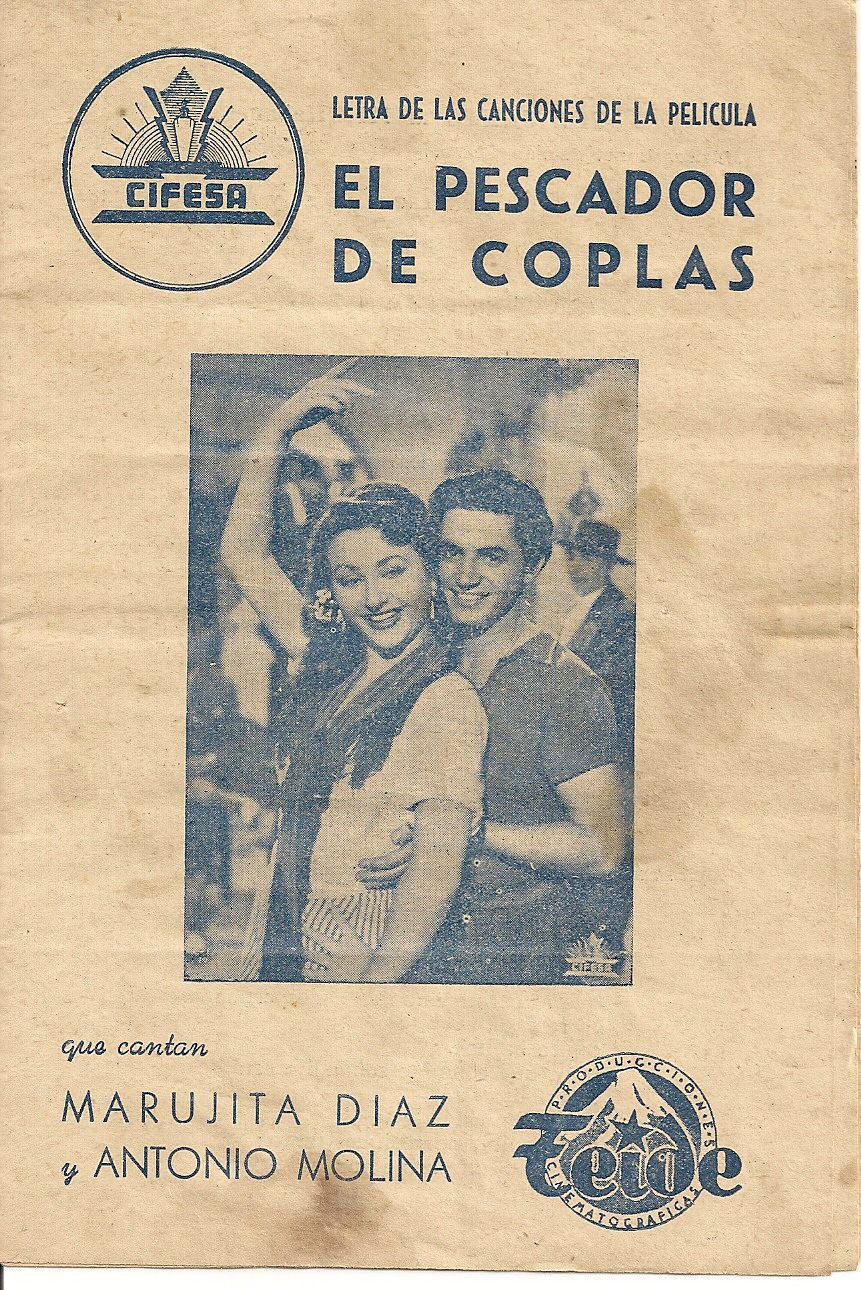 CIFESA
LETRA DE LAS CANCIONES DE LA PELICULA
EL PESCADOR
DE COPLAS
CIFESA
que cantan
MARUJITA DIAZ
y ANTONIO MOLINA
PRODUCCIONES
teide
CINEMATOGRAFICAS